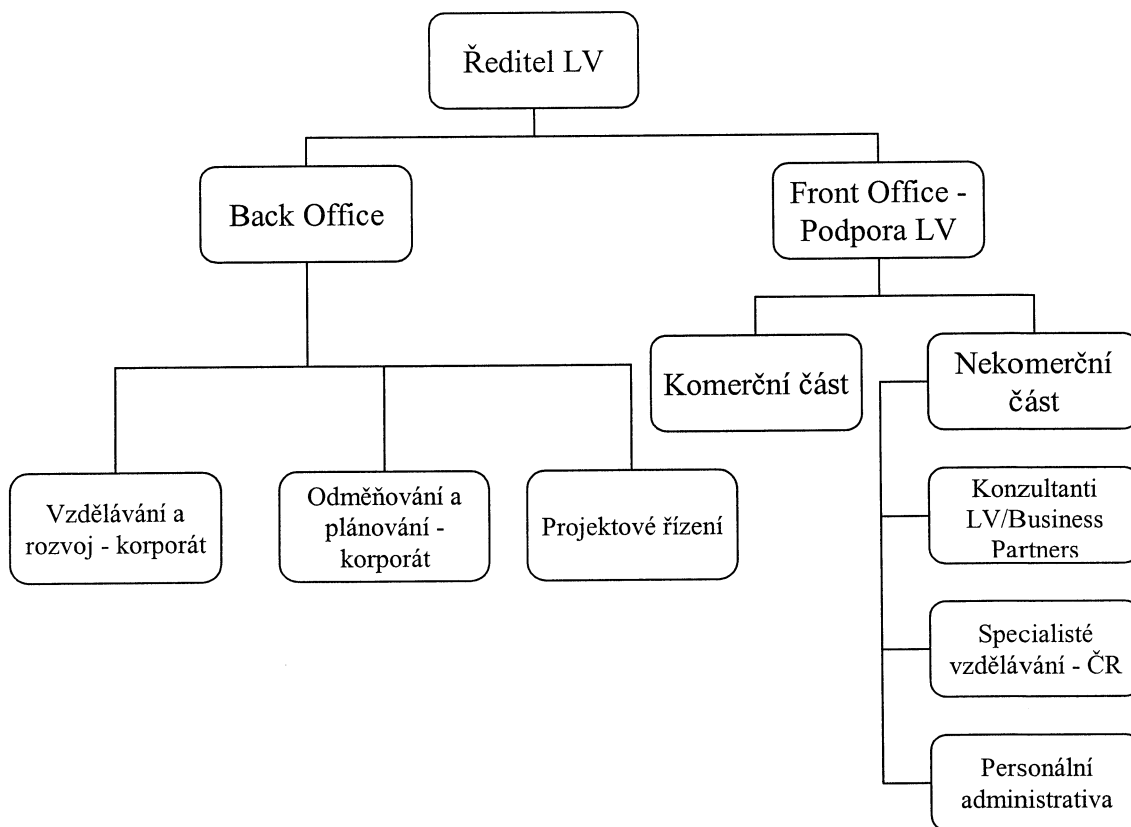 Ředitel LV
Back Office
Front Office -
Podpora LV
Komerční část
Nekomerční
část
Vzdělávání a
rozvoj - korporát
Odměňování a
plánování -
korporát
Projektové řízení
Konzultanti
LV/Business
Partners
Specialisté
vzdělávání - ČR
Personální
administrativa